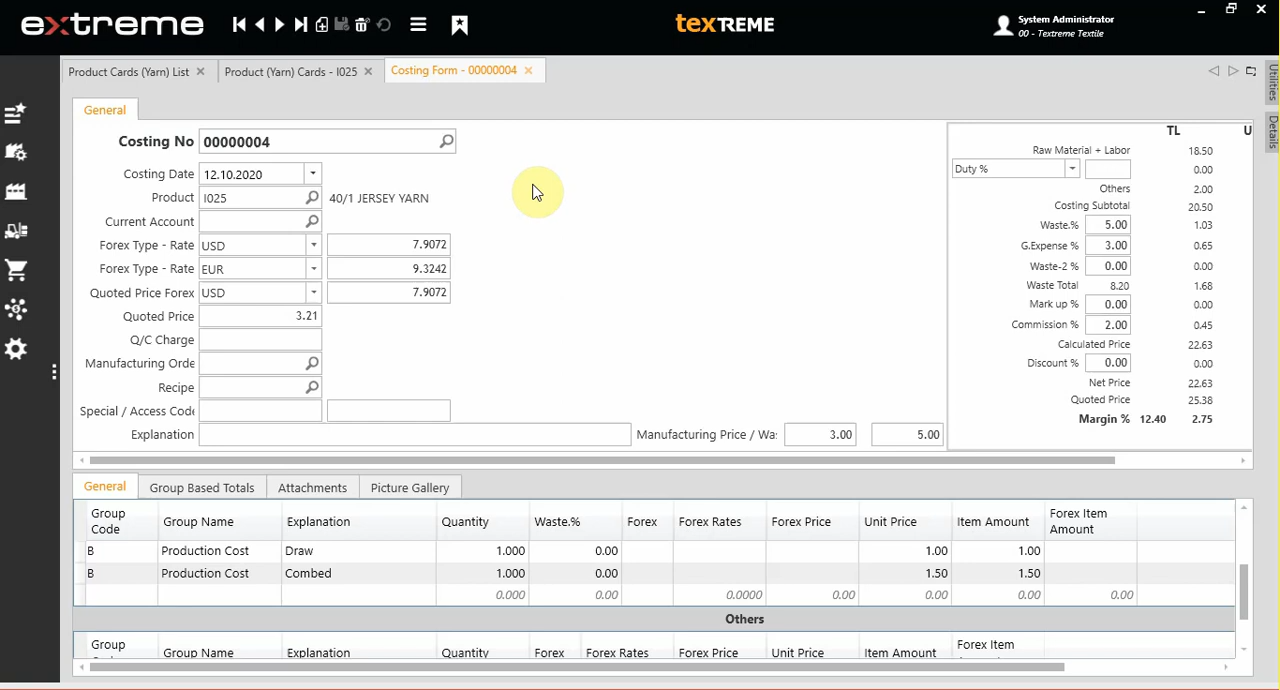 extreme
texTREME
System Administrator
00 - Textreme Textile
Product Cards (Yarn) List
Product (Yarn) Cards - I025
Costing Form - 00000004
Utilities
Details
General
Costing No 00000004
Costing Date 12.10.2020
Product I025 40/1 JERSEY YARN
Current Account
Forex Type - Rate USD 7.9072
Forex Type - Rate EUR 9.3242
Quoted Price Forex USD 7.9072
Quoted Price 3.21
Q/C Charge
Manufacturing Orde
Recipe
Special / Access Code
Explanation Manufacturing Price / Wa: 3.00 5.00
TL U
Raw Material + Labor 18.50
Duty % 0.00
Others 2.00
Costing Subtotal 20.50
Waste.% 5.00 1.03
G.Expense % 3.00 0.65
Waste-2 % 0.00 0.00
Waste Total 8.20 1.68
Mark up % 0.00 0.00
Commission % 2.00 0.45
Calculated Price 22.63
Discount % 0.00 0.00
Net Price 22.63
Quoted Price 25.38
Margin % 12.40 2.75
General Group Based Totals Attachments Picture Gallery
Group Code Group Name Explanation Quantity Waste.% Forex Forex Rates Forex Price Unit Price Item Amount Forex Item Amount
B Production Cost Draw 1.000 0.00 1.00 1.00
B Production Cost Combed 1.000 0.00 1.50 1.50
0.000 0.00 0.0000 0.00 0.00 0.00 0.00
Others
Group Group Name Explanation Quantity Forex Forex Rates Forex Price Unit Price Item Amount Forex Item